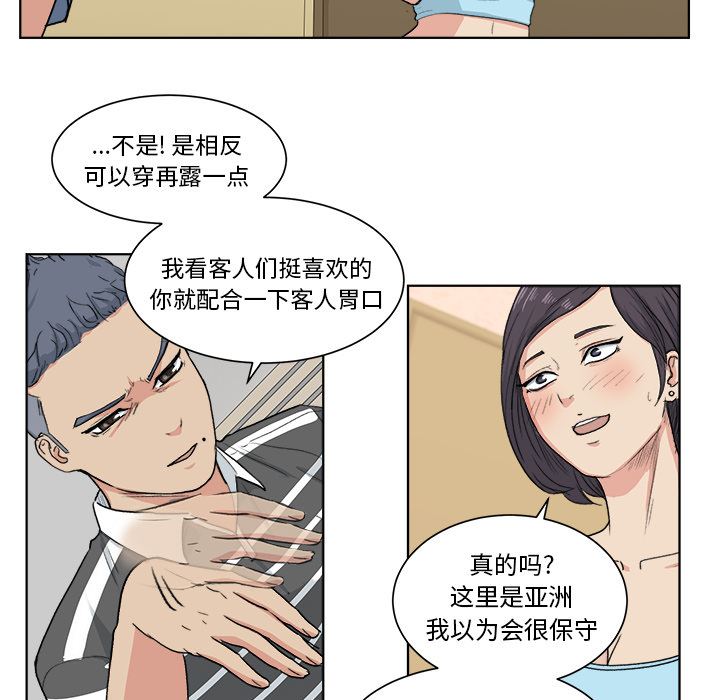 ...不是! 是相反
可以穿再露一点
我看客人们挺喜欢的
你就配合一下客人胃口
真的吗?
这里是亚洲
我以为会很保守